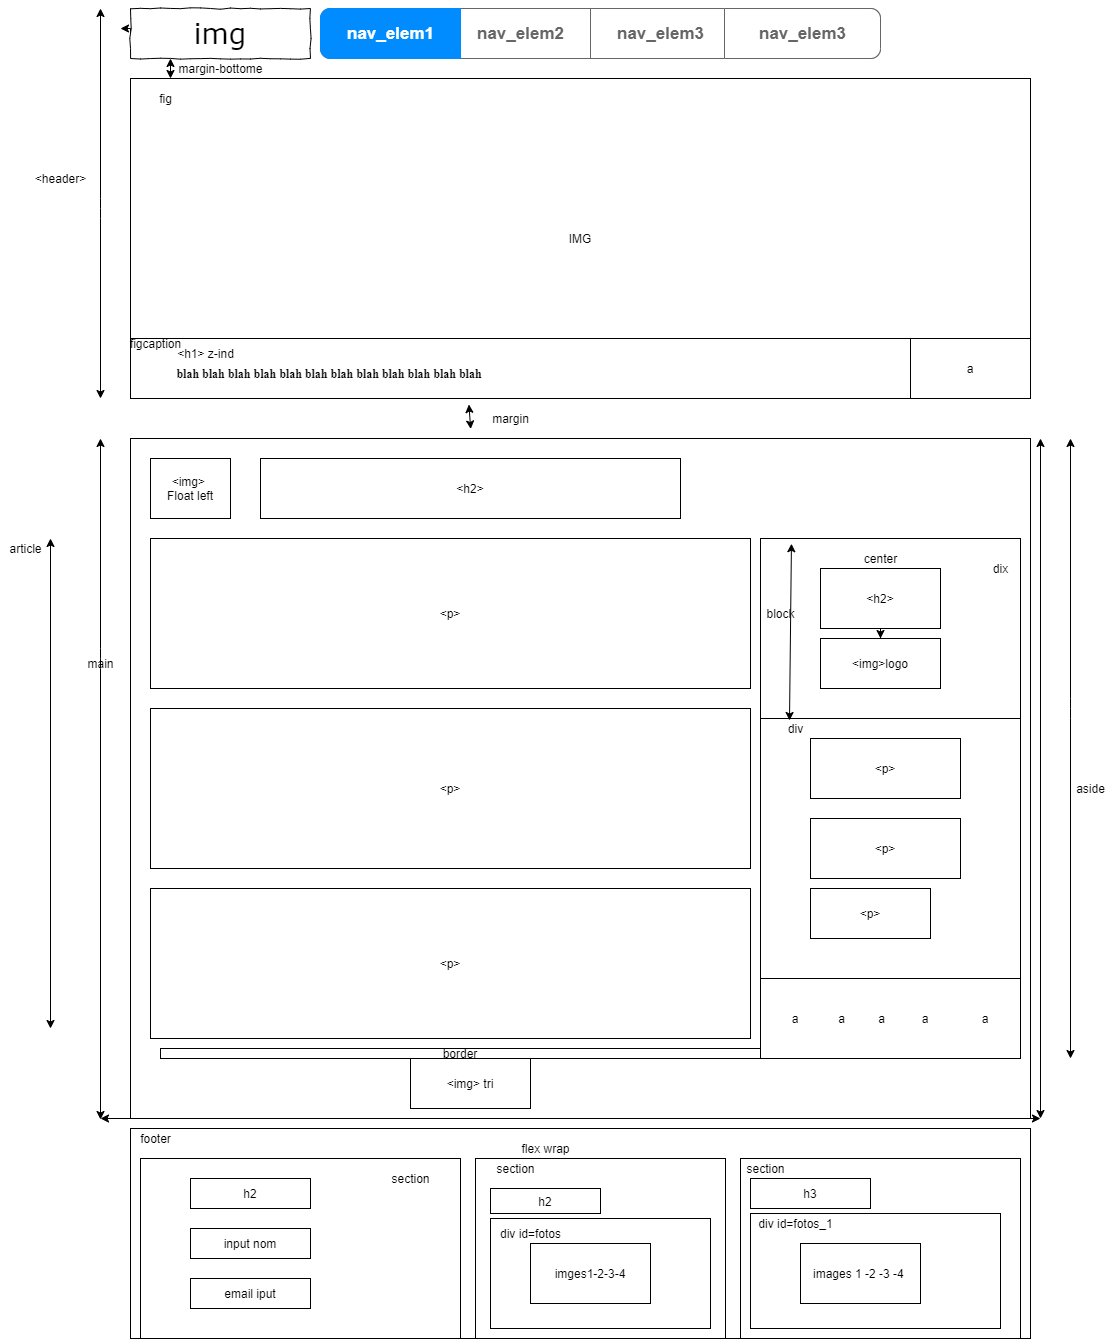 img
nav_elem1 nav_elem2 nav_elem3 nav_elem3
margin-bottome
fig
<header>
IMG
figcaption
<h1> z-ind
blah blah blah blah blah blah blah blah blah blah blah blah
a
margin
<img>
Float left
<h2>
article
<p>
center
dix
<h2>
block
<img>logo
main
div
<p>
<p>
aside
<p>
<p>
<p>
a a a a a
border
<img> tri
footer
flex wrap
section
h2
input nom
email iput
section
h2
div id=fotos
imges1-2-3-4
section
h3
div id=fotos_1
images 1 -2 -3 -4